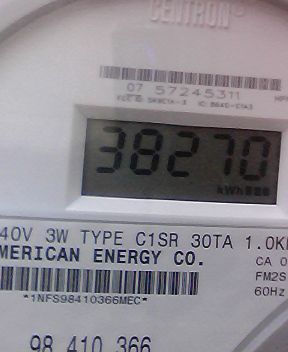 CENTRON®
07 57245311
38270
kWh
40V 3W TYPE C1SR 30TA 1.0K
MERICAN ENERGY CO.
CA 0
FM2S
60Hz
*1NFS98410366MEC*
98 410 366